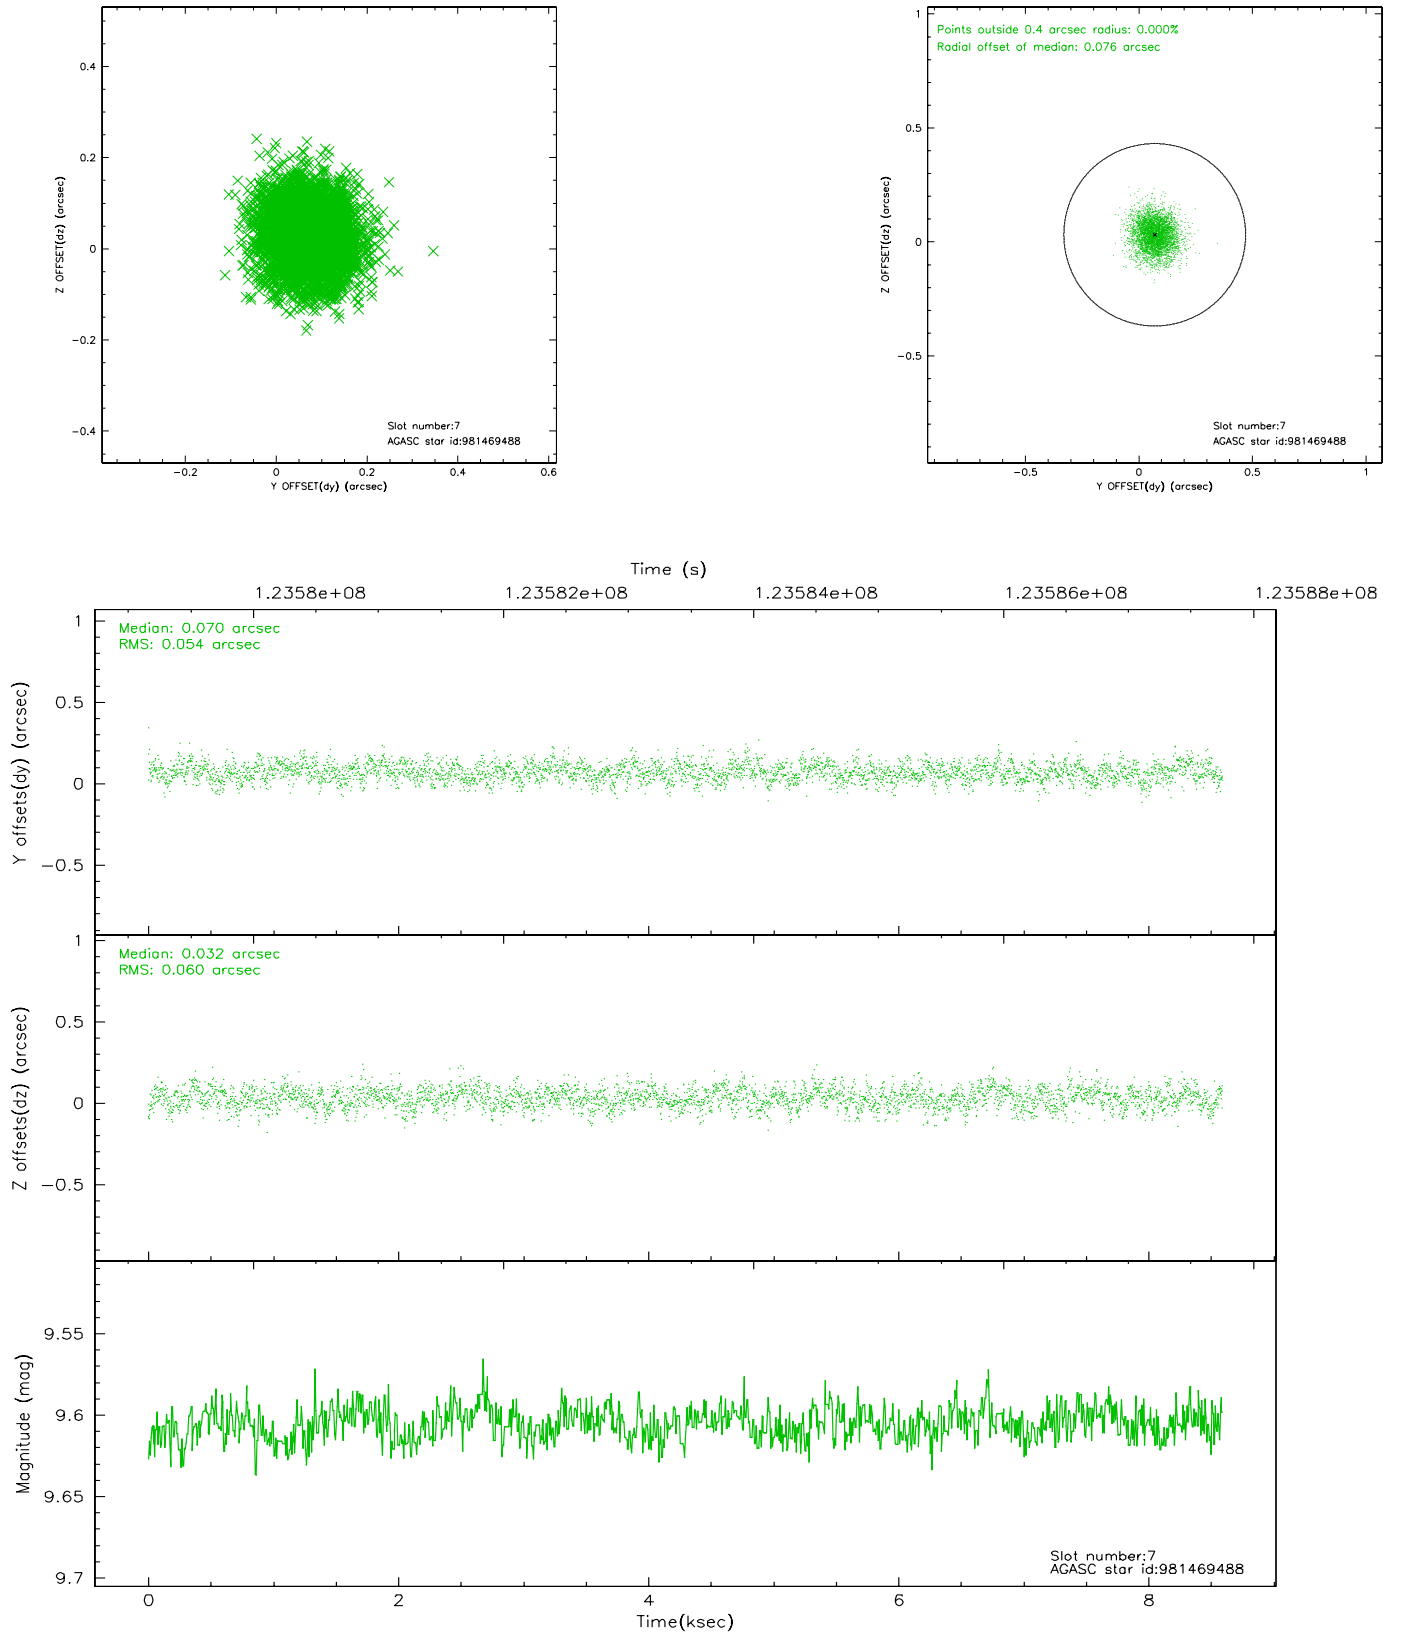 0.4
0.2
0
−0.2
−0.4
Z OFFSET(dz) (arcsec)
Slot number:7
AGASC star id:981469488
−0.2 0 0.2 0.4 0.6
Y OFFSET(dy) (arcsec)
Points outside 0.4 arcsec radius: 0.000%
Radial offset of median: 0.076 arcsec
1
0.5
0
−0.5
Z OFFSET(dz) (arcsec)
Slot number:7
AGASC star id:981469488
−0.5 0 0.5 1
Y OFFSET(dy) (arcsec)
Time (s)
1.2358e+08 1.23582e+08 1.23584e+08 1.23586e+08 1.23588e+08
Median: 0.070 arcsec
RMS: 0.054 arcsec
1
0.5
0
−0.5
Y offsets(dy) (arcsec)
Median: 0.032 arcsec
RMS: 0.060 arcsec
1
0.5
0
−0.5
Z offsets(dz) (arcsec)
9.55
9.6
9.65
9.7
Magnitude (mag)
Slot number:7
AGASC star id:981469488
0 2 4 6 8
Time(ksec)